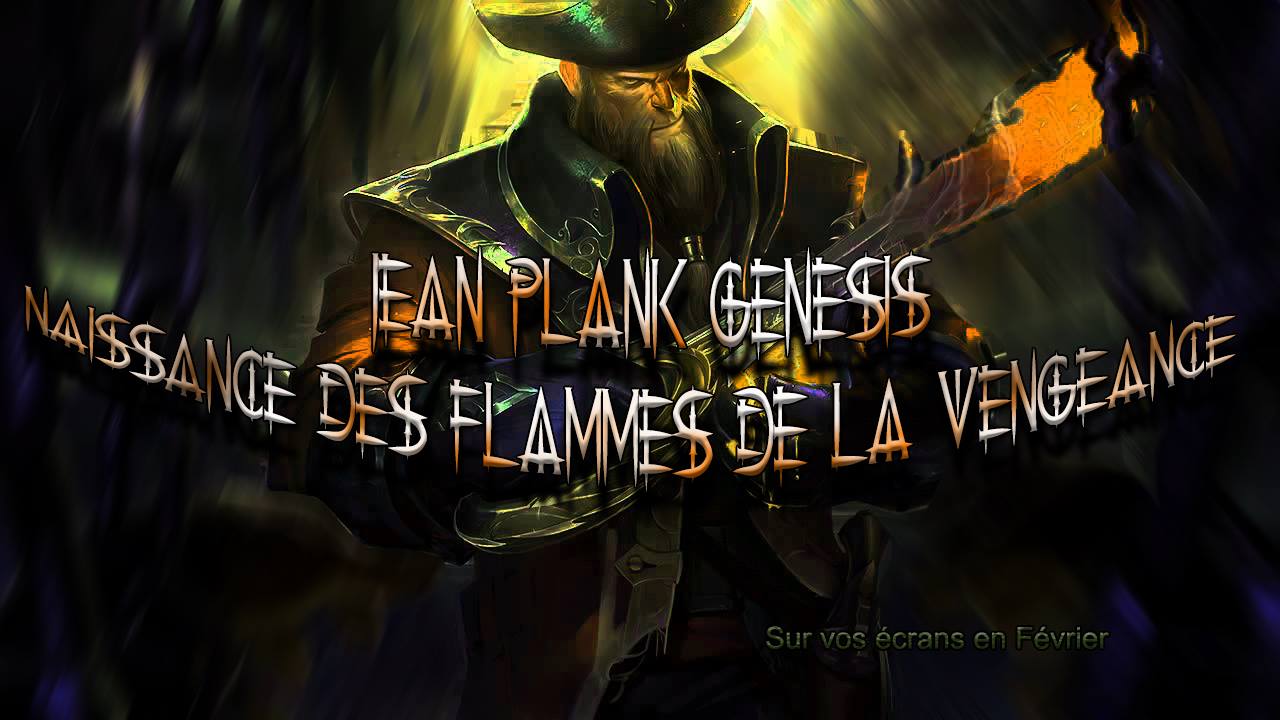 JEAN PLANK GENESIS
NAISSANCE DES FLAMMES DE LA VENGEANCE
Sur vos écrans en Février